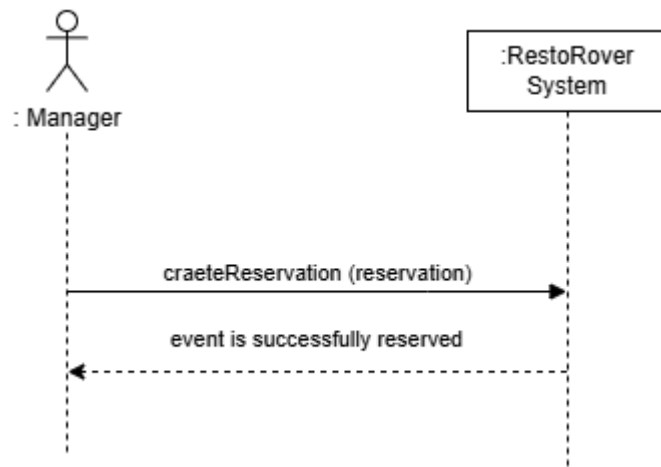 :RestoRover
System
: Manager
craeteReservation (reservation)
event is successfully reserved